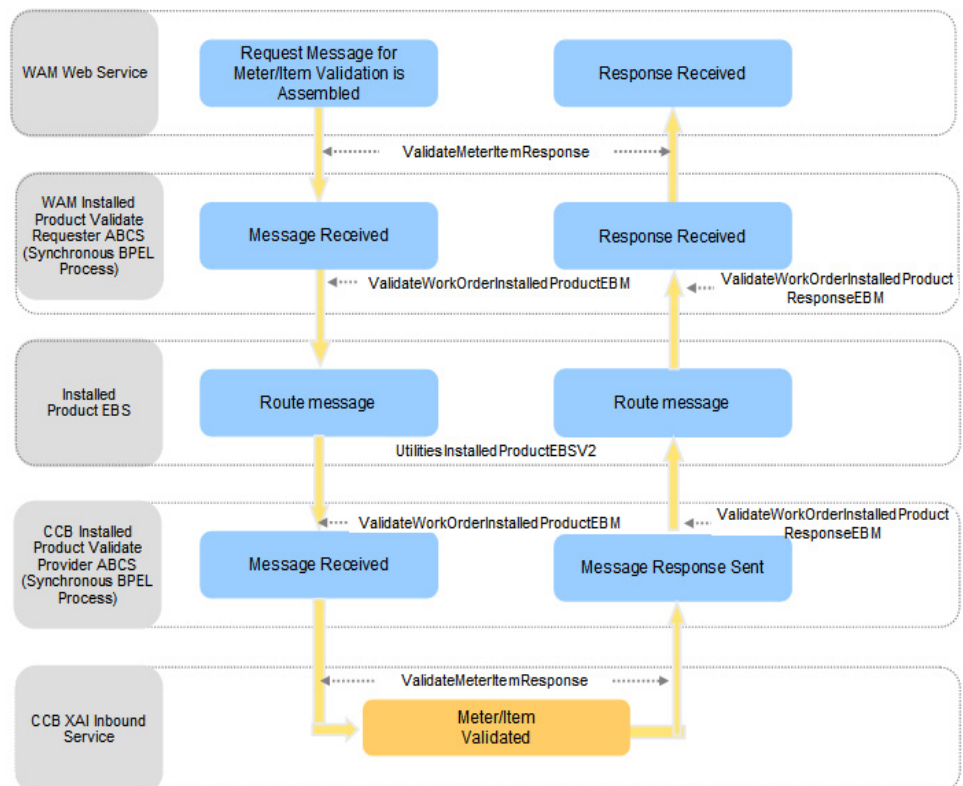 WAM Web Service
Request Message for
Meter/Item Validation is
Assembled
Response Received
ValidateMeterItemResponse
WAM Installed
Product Validate
Requester ABCS
(Synchronous BPEL
Process)
Message Received
Response Received
ValidateWorkOrderInstalledProductEBM
ValidateWorkOrderInstalledProduct
ResponseEBM
Installed
Product EBS
Route message
Route message
UtilitiesInstalledProductEBSV2
CCB Installed
Product Validate
Provider ABCS
(Synchronous BPEL
Process)
ValidateWorkOrderInstalledProductEBM
ValidateWorkOrderInstalledProduct
ResponseEBM
Message Received
Message Response Sent
CCB XAI Inbound
Service
ValidateMeterItemResponse
Meter/Item
Validated